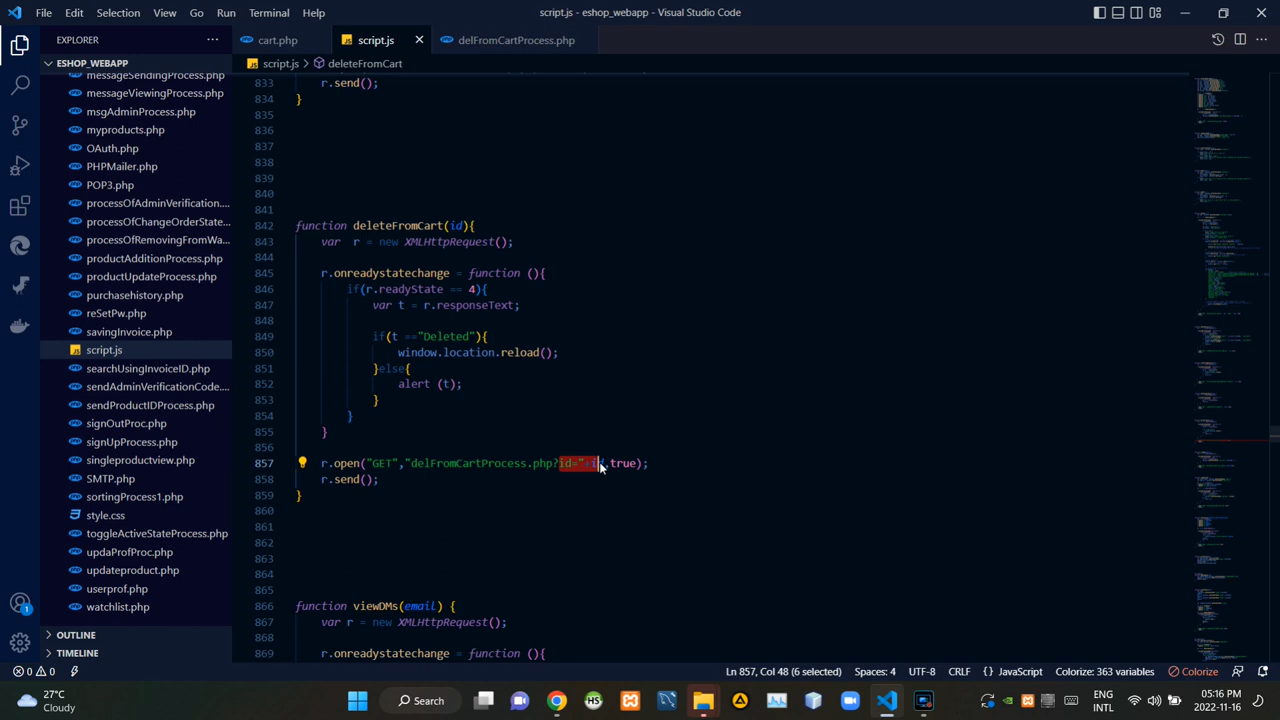 File Edit Selection View Go Run Terminal Help
script.js - eshop_webapp - Visual Studio Code
EXPLORER
cart.php
script.js
delFromCartProcess.php
script.js > deleteFromCart
ESHOP_WEBAPP
messageSendingProcess.php
messageViewingProcess.php
msgAdminProcess.php
myproducts.php
OAuth.php
PHPMailer.php
POP3.php
processOfAdminVerification....
processOfChangeOrderState...
processOfRemovingFromWa...
productAdditionProcess.php
productUpdateProcess.php
purchasehistory.php
reSetPw.php
savingInvoice.php
script.js
searchUsingInvoiceID.php
sendAdminVerificationCode....
sendProductIDProcess.php
signOutProc.php
signUpProcess.php
singleproductview.php
SMTP.php
sortingProcess1.php
style.css
toggleActiveStateProcess.php
updaProfProc.php
updateproduct.php
userprof.php
watchlist.php
OUTLINE
TIMELINE
833 r.send();
834 }
835
836
837
838
839
840
841
842 function deleteFromCart(id){
843 var r = new XMLHttpRequest();
844
845 r.onreadystatechange = function (){
846 if(r.readyState == 4){
847 var t = r.responseText;
848
849 if(t =="Deleted"){
850 window.location.reload();
851 }else{
852 alert (t);
853 }
854 }
855 }
856
857 r.open("GET","delFromCartProcess.php?id="+i true);
858 r.send();
859 }
860
861
862
863
864
865
866 function viewDMs(email) {
867 var r = new XMLHttpRequest();
868
869 r.onreadystatechange = function (){
0 0
Ln 857, selected)
Spaces: 4
UTF-8
CRLF
{} JavaScript
Colorize: 363 variables
Colorize
1
27°C
Cloudy
Search
HS
ENG
INTL
05:16 PM
2022-11-16